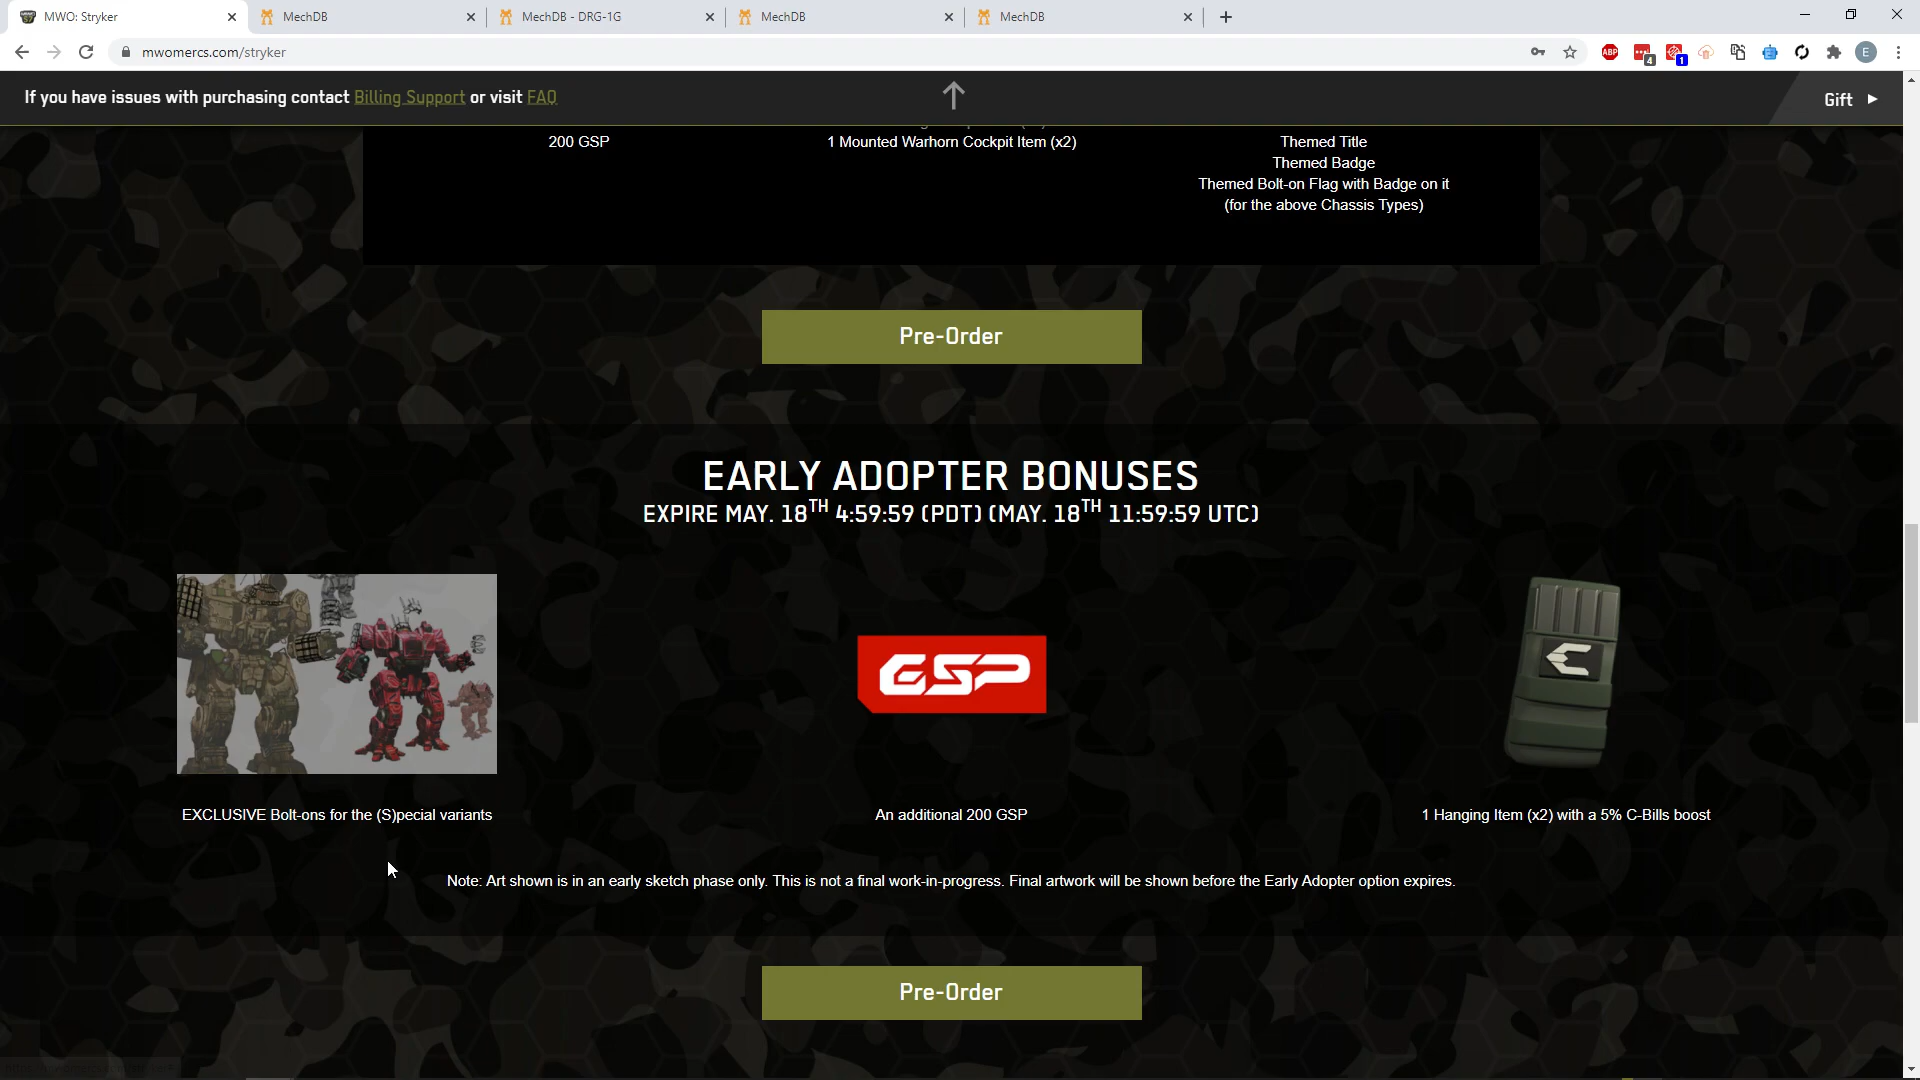 MWO: Stryker
MechDB
MechDB - DRG-1G
MechDB
MechDB
mwomercs.com/stryker
ABP
4
1
E
If you have issues with purchasing contact Billing Support or visit FAQ
Gift
200 GSP
1 Mounted Warhorn Cockpit Item (x2)
Themed Title
Themed Badge
Themed Bolt-on Flag with Badge on it
(for the above Chassis Types)
Pre-Order
EARLY ADOPTER BONUSES
EXPIRE MAY. 18TH 4:59:59 (PDT) (MAY. 18TH 11:59:59 UTC)
GSP
EXCLUSIVE Bolt-ons for the (S)pecial variants
An additional 200 GSP
1 Hanging Item (x2) with a 5% C-Bills boost
Note: Art shown is in an early sketch phase only. This is not a final work-in-progress. Final artwork will be shown before the Early Adopter option expires.
Pre-Order